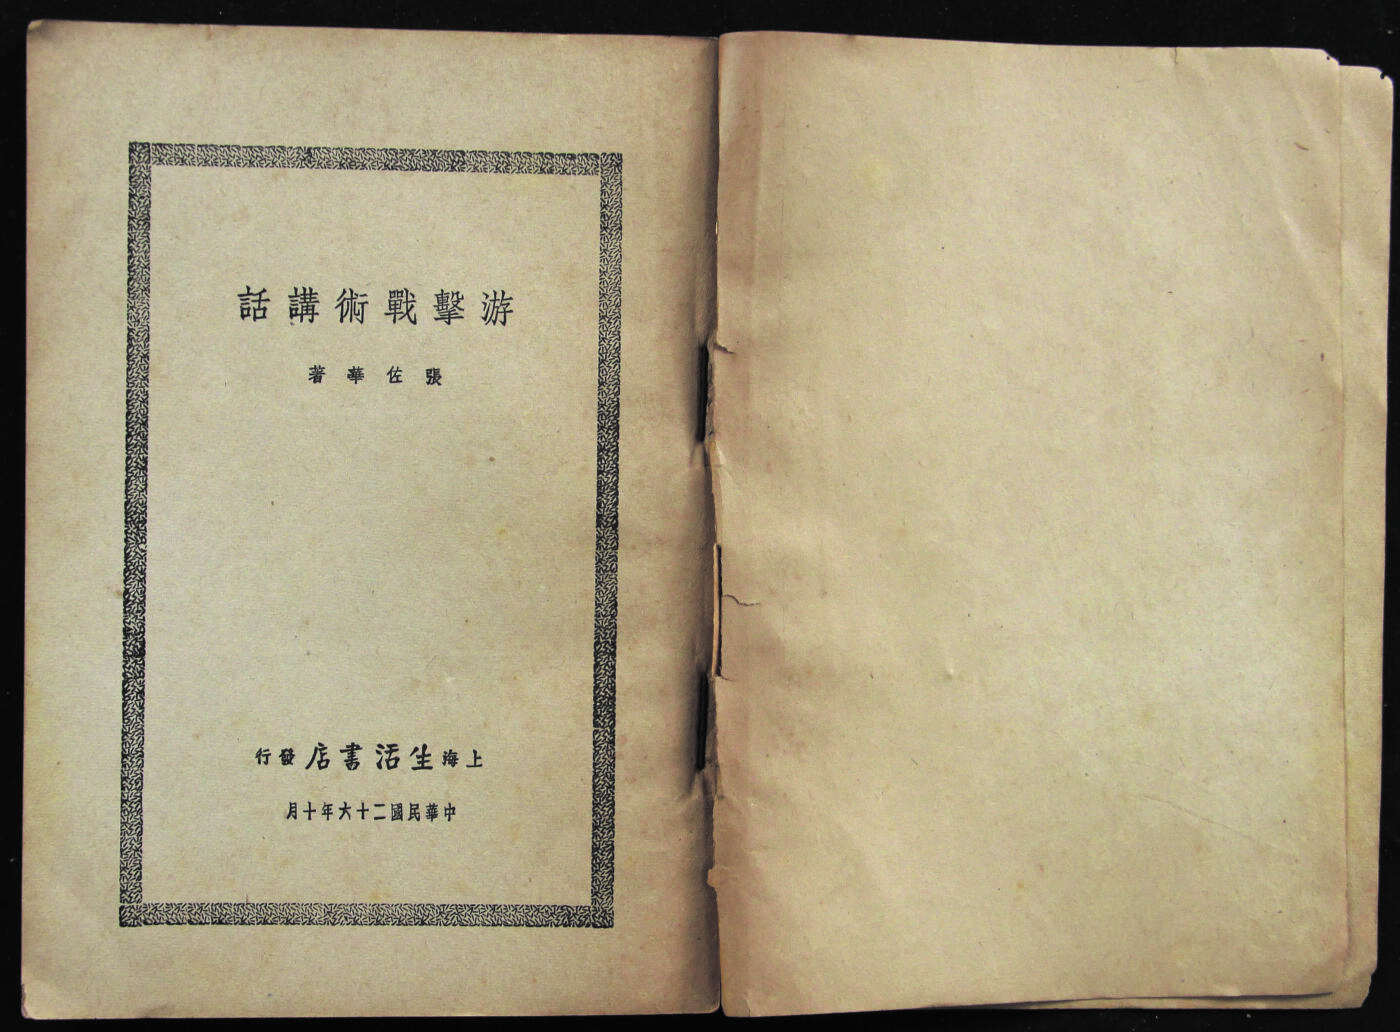 游擊戰術講話
張佐華著
上海生活書店發行
中華民國二十六年十月